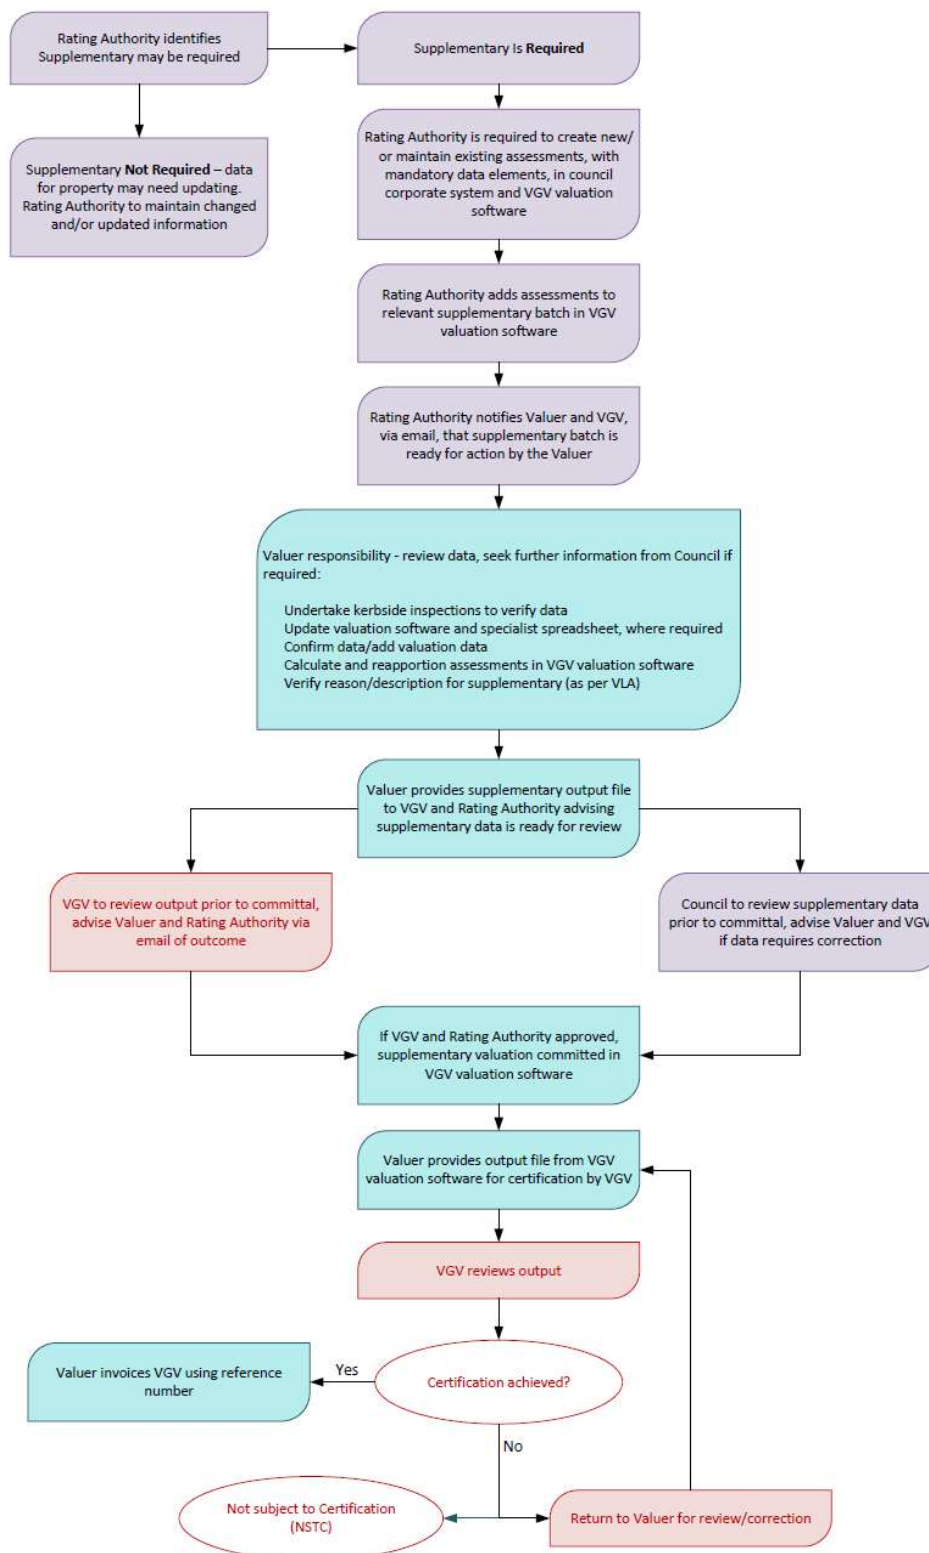 Rating Authority identifies
Supplementary may be required
Supplementary Is Required
Supplementary Not Required – data
for property may need updating.
Rating Authority to maintain changed
and/or updated information
Rating Authority is required to create new/
or maintain existing assessments, with
mandatory data elements, in council
corporate system and VGV valuation
software
Rating Authority adds assessments to
relevant supplementary batch in VGV
valuation software
Rating Authority notifies Valuer and VGV,
via email, that supplementary batch is
ready for action by the Valuer
Valuer responsibility - review data, seek further information from Council if
required:
Undertake kerbside inspections to verify data
Update valuation software and specialist spreadsheet, where required
Confirm data/add valuation data
Calculate and reapportion assessments in VGV valuation software
Verify reason/description for supplementary (as per VLA)
Valuer provides supplementary output file
to VGV and Rating Authority advising
supplementary data is ready for review
VGV to review output prior to committal,
advise Valuer and Rating Authority via
email of outcome
Council to review supplementary data
prior to committal, advise Valuer and VGV
if data requires correction
If VGV and Rating Authority approved,
supplementary valuation committed in
VGV valuation software
Valuer provides output file from VGV
valuation software for certification by VGV
VGV reviews output
Certification achieved?
Yes
Valuer invoices VGV using reference
number
No
Not subject to Certification
(NSTC)
Return to Valuer for review/correction